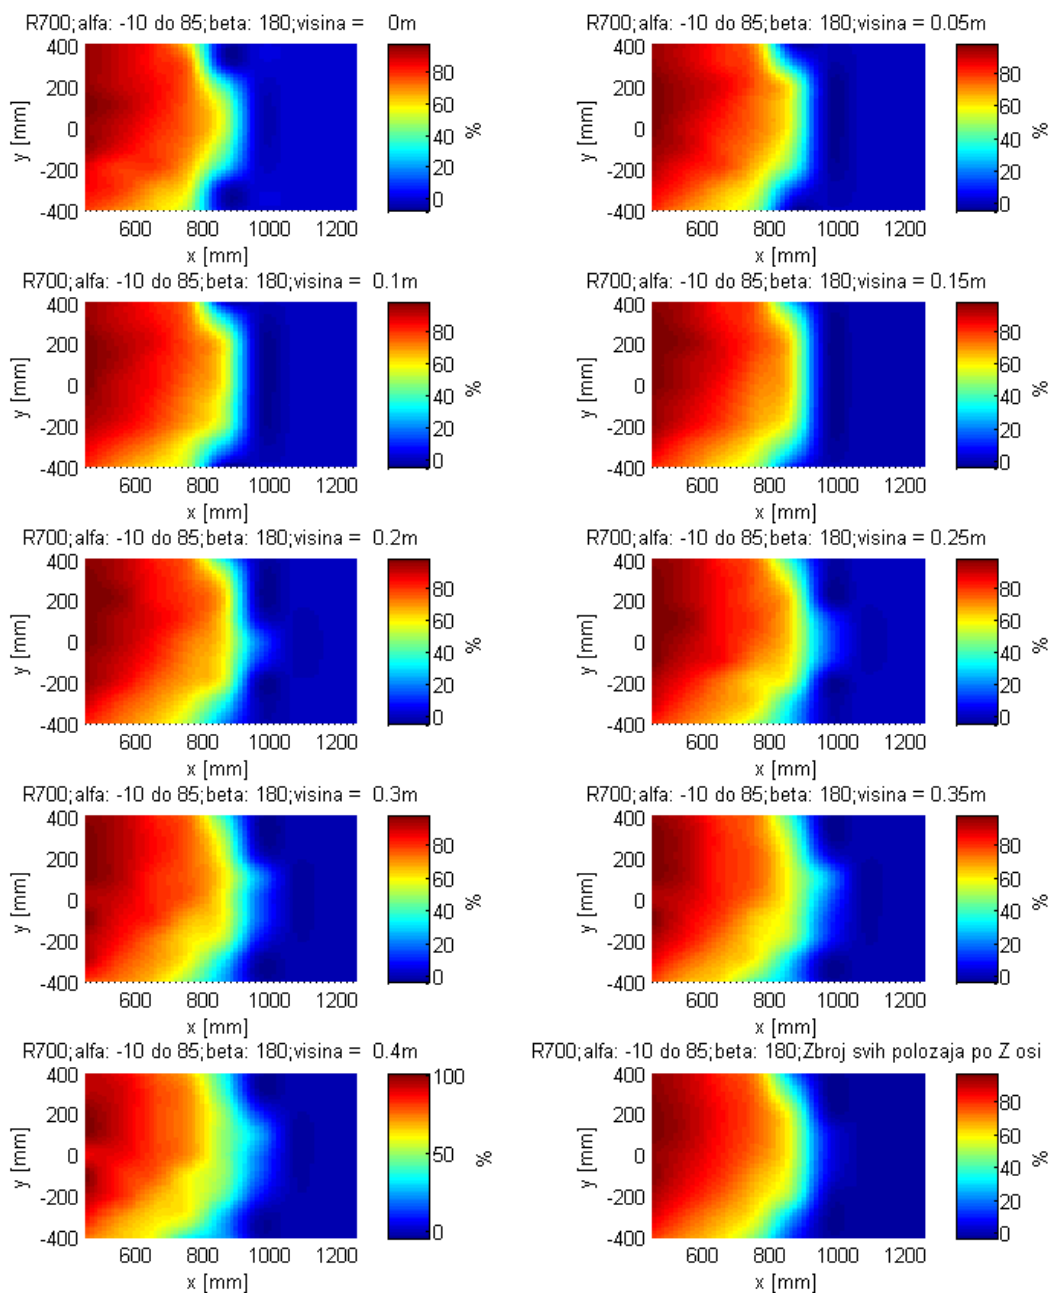 R700;alfa: -10 do 85;beta: 180;visina = 0m
R700;alfa: -10 do 85;beta: 180;visina = 0.05m
400
200
0
-200
-400
y [mm]
600 800 1000 1200
x [mm]
80
60
40
20
0
%
400
200
0
-200
-400
y [mm]
600 800 1000 1200
x [mm]
80
60
40
20
0
%
R700;alfa: -10 do 85;beta: 180;visina = 0.1m
R700;alfa: -10 do 85;beta: 180;visina = 0.15m
400
200
0
-200
-400
y [mm]
600 800 1000 1200
x [mm]
80
60
40
20
0
%
400
200
0
-200
-400
y [mm]
600 800 1000 1200
x [mm]
80
60
40
20
0
%
R700;alfa: -10 do 85;beta: 180;visina = 0.2m
R700;alfa: -10 do 85;beta: 180;visina = 0.25m
400
200
0
-200
-400
y [mm]
600 800 1000 1200
x [mm]
80
60
40
20
0
%
400
200
0
-200
-400
y [mm]
600 800 1000 1200
x [mm]
80
60
40
20
0
%
R700;alfa: -10 do 85;beta: 180;visina = 0.3m
R700;alfa: -10 do 85;beta: 180;visina = 0.35m
400
200
0
-200
-400
y [mm]
600 800 1000 1200
x [mm]
80
60
40
20
0
%
400
200
0
-200
-400
y [mm]
600 800 1000 1200
x [mm]
80
60
40
20
0
%
R700;alfa: -10 do 85;beta: 180;visina = 0.4m
R700;alfa: -10 do 85;beta: 180;Zbroj svih polozaja po Z osi
400
200
0
-200
-400
y [mm]
600 800 1000 1200
x [mm]
100
50
0
%
400
200
0
-200
-400
y [mm]
600 800 1000 1200
x [mm]
80
60
40
20
0
%